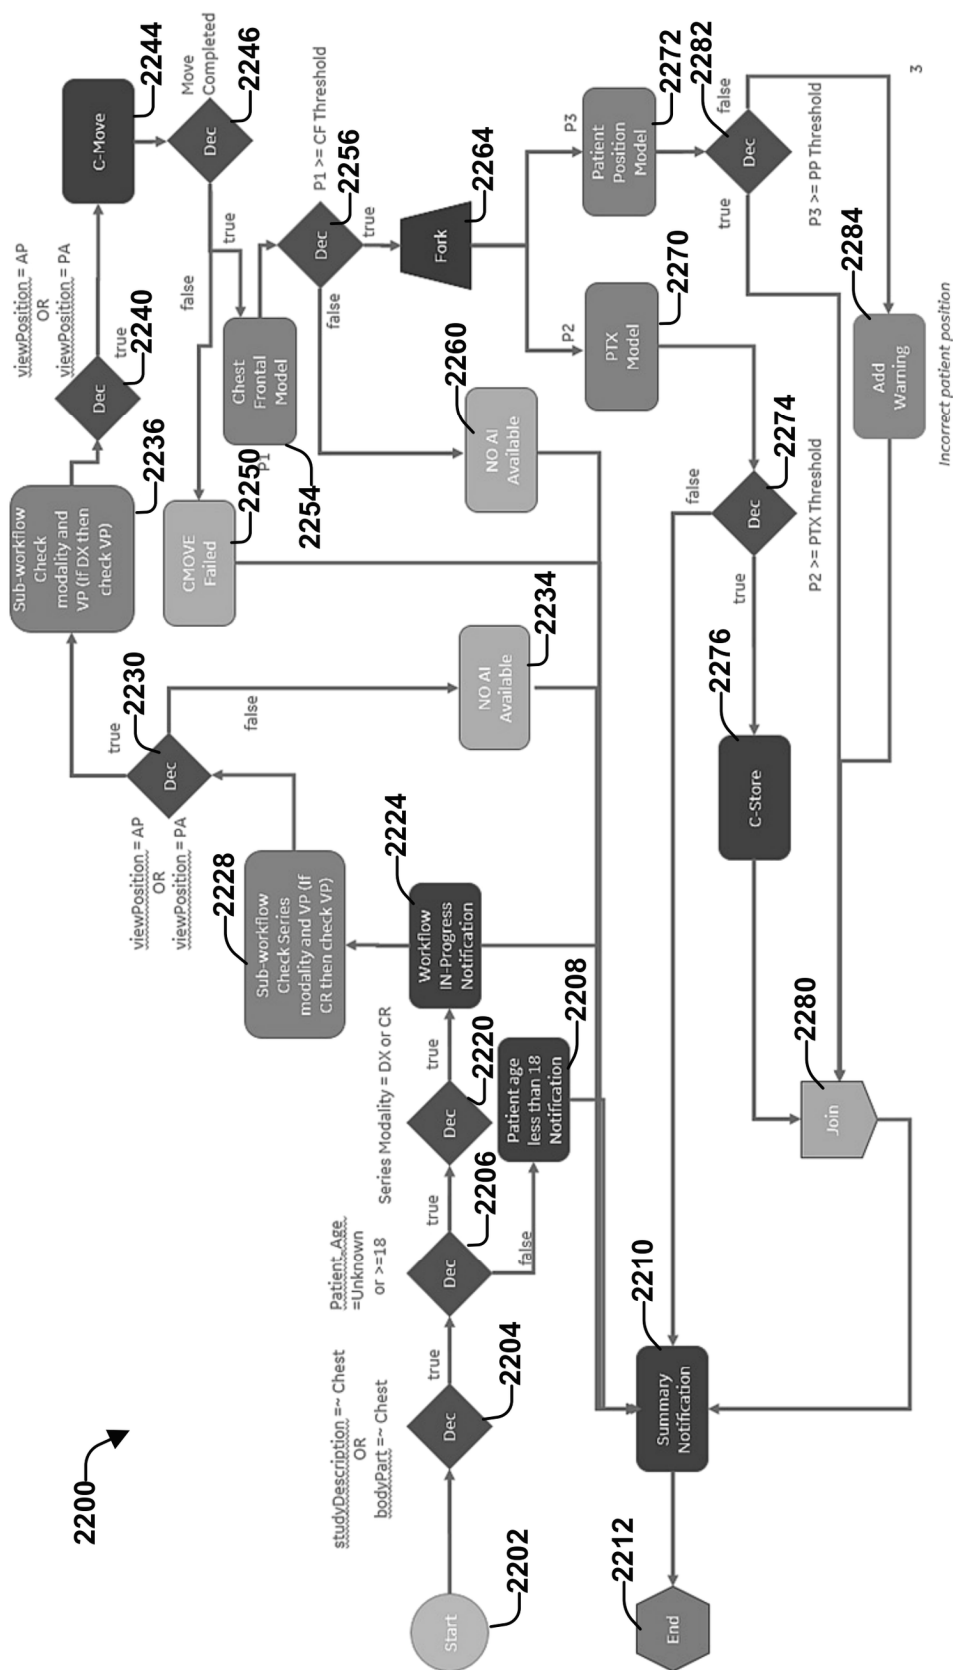 2200
Start
2202
studyDescription =~ Chest
OR
bodyPart =~ Chest
Dec
2204
true
Patient Age
=Unknown
or >=18
Dec
2206
true
false
Patient age
less than 18
Notification
2208
Series Modality = DX or CR
Dec
2220
true
Workflow
IN-Progress
Notification
2224
Sub-workflow
Check Series
modality and VP (If
CR then check VP)
2228
viewPosition = AP
OR
viewPosition = PA
Dec
2230
true
false
NO AI
Available
2234
Sub-workflow
Check
modality and
VP (If DX then
check VP)
2236
viewPosition = AP
OR
viewPosition = PA
Dec
2240
true
C-Move
2244
Move
Completed
Dec
2246
false
true
CMOVE
Failed
2250
Chest
Frontal
Model
2254
P1
P1 >= CF Threshold
Dec
2256
false
true
NO AI
Available
2260
Fork
2264
P2
P3
PTX
Model
2270
Patient
Position
Model
2272
Dec
2274
P2 >= PTX Threshold
false
true
C-Store
2276
Dec
2282
true
false
P3 >= PP Threshold
Add
Warning
2284
Incorrect patient position
Join
2280
Summary
Notification
2210
End
2212
3